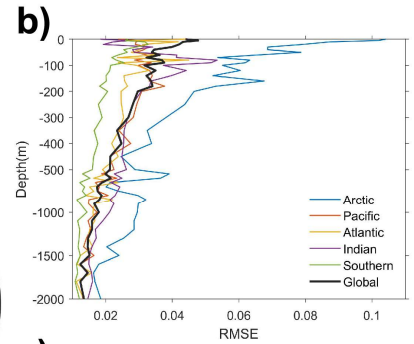 b)
0
-100
-200
-300
-400
-500
-1000
-1500
-2000
Depth(m)
Arctic
Pacific
Atlantic
Indian
Southern
Global
0.02 0.04 0.06 0.08 0.1
RMSE